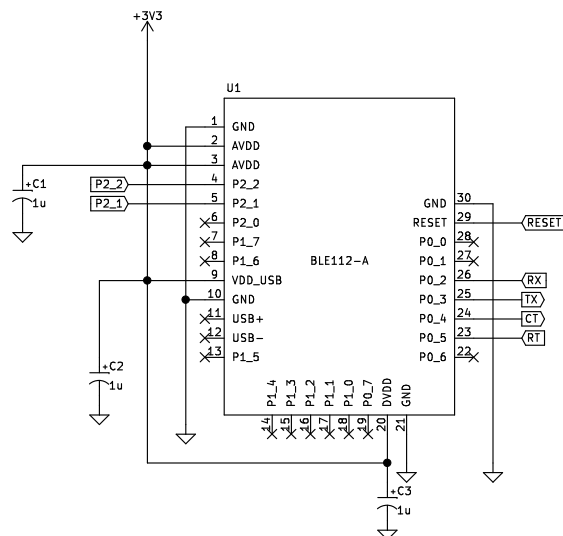 +3V3
U1
1 GND
2 AVDD
3 AVDD
+C1
1u
P2_2 4 P2_2
P2_1 5 P2_1
6 P2_0
7 P1_7
8 P1_6
9 VDD_USB
10 GND
11 USB+
12 USB-
13 P1_5
+C2
1u
BLE112-A
GND 30
RESET 29 RESET
P0_0 28
P0_1 27
P0_2 26 RX
P0_3 25 TX
P0_4 24 CT
P0_5 23 RT
P0_6 22
P1_4 14
P1_3 15
P1_2 16
P1_1 17
P1_0 18
P0_7 19
DVDD 20
GND 21
+C3
1u